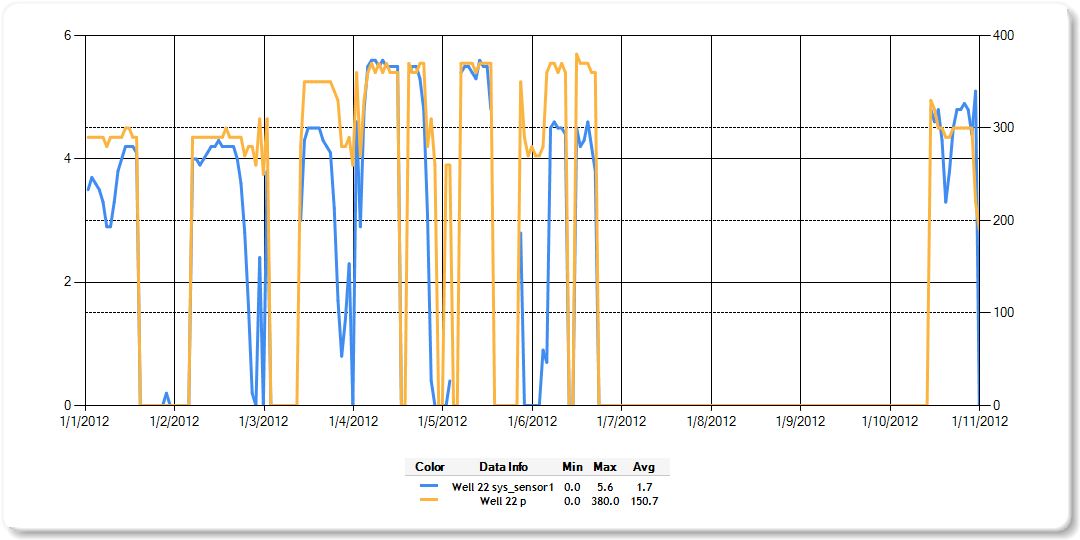 6
4
2
0
400
300
200
100
0
1/1/2012 1/2/2012 1/3/2012 1/4/2012 1/5/2012 1/6/2012 1/7/2012 1/8/2012 1/9/2012 1/10/2012 1/11/2012
Color Data Info Min Max Avg
Well 22 sys_sensor1 0.0 5.6 1.7
Well 22 p 0.0 380.0 150.7